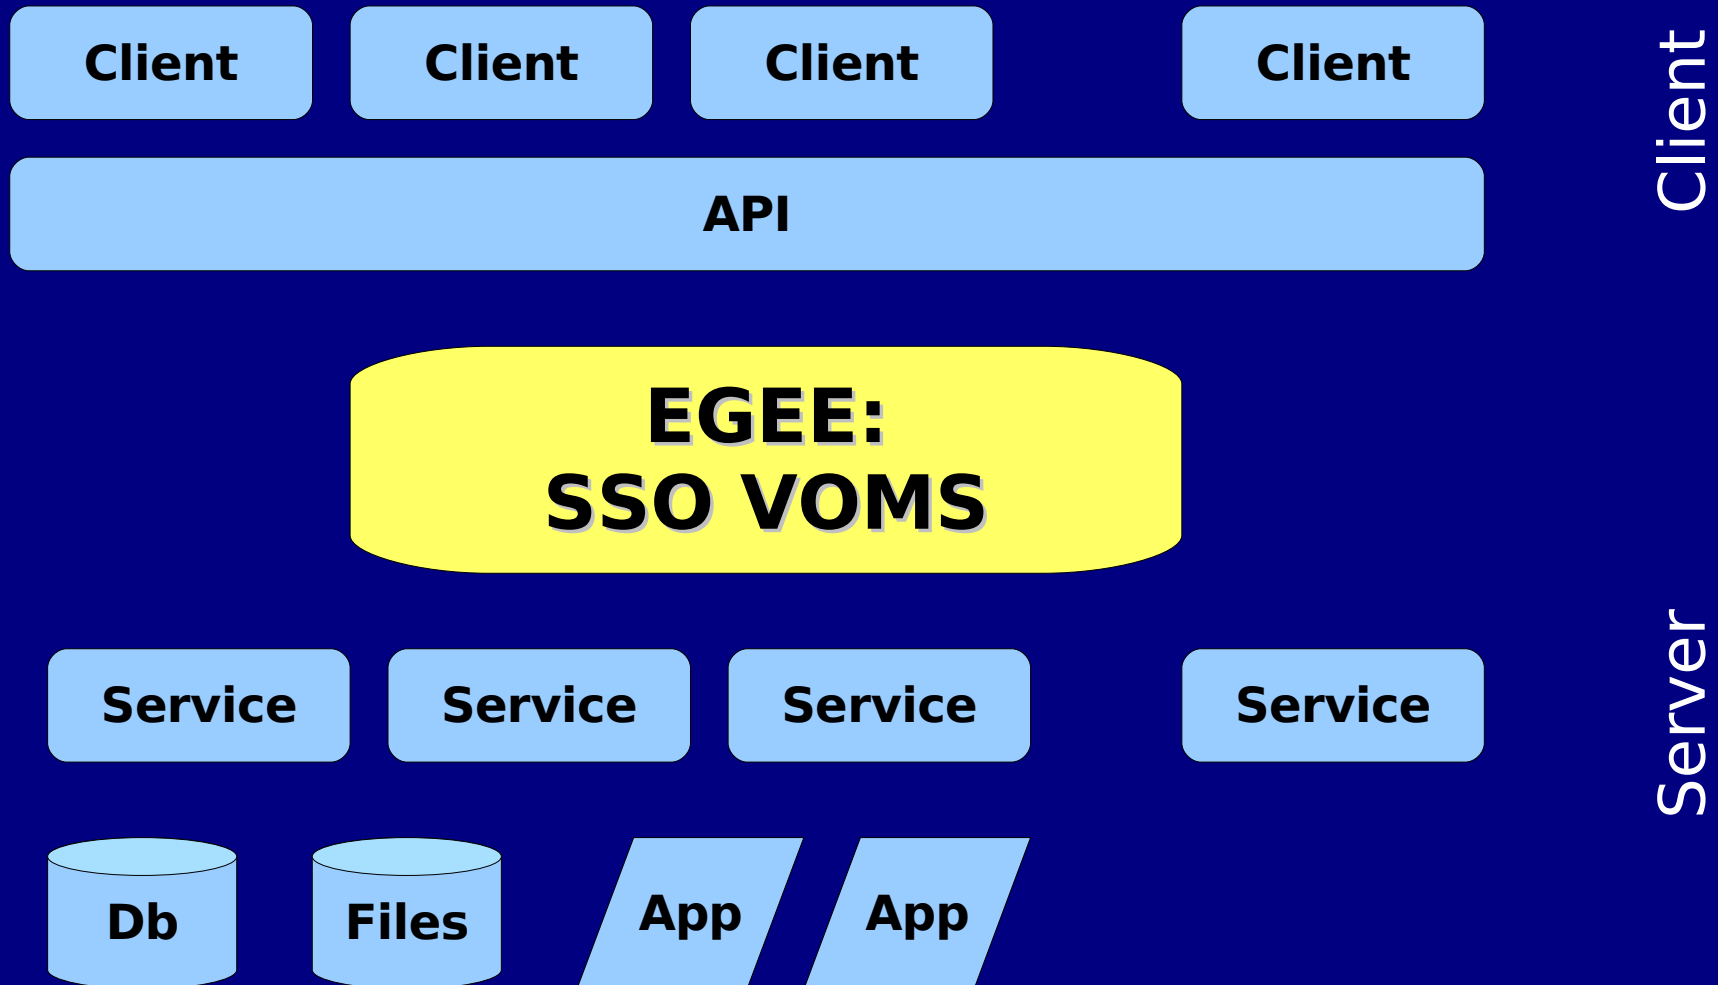 Client
Client
Client
Client
API
EGEE:
SSO VOMS
Service
Service
Service
Service
Db
Files
App
App
Client
Server